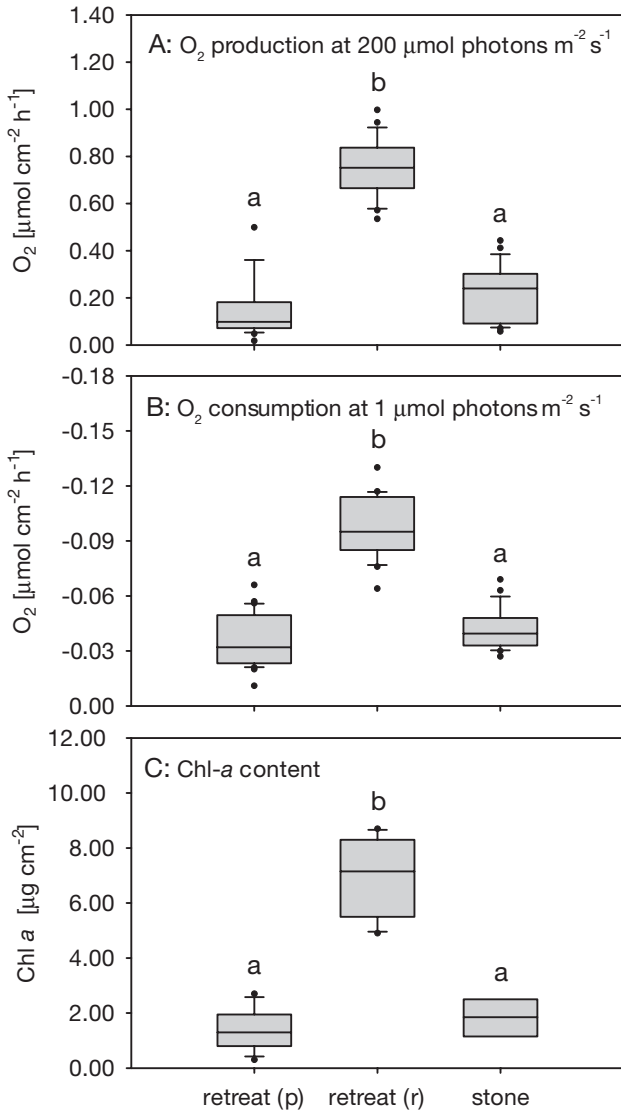 A: O₂ production at 200 μmol photons m⁻² s⁻¹
O₂ [μmol cm⁻² h⁻¹]
1.40
1.20
1.00
0.80
0.60
0.40
0.20
0.00
a
b
a
B: O₂ consumption at 1 μmol photons m⁻² s⁻¹
O₂ [μmol cm⁻² h⁻¹]
-0.18
-0.15
-0.12
-0.09
-0.06
-0.03
0.00
a
b
a
C: Chl-a content
Chl a [μg cm⁻²]
12.00
10.00
8.00
6.00
4.00
2.00
0.00
a
b
a
retreat (p) retreat (r) stone